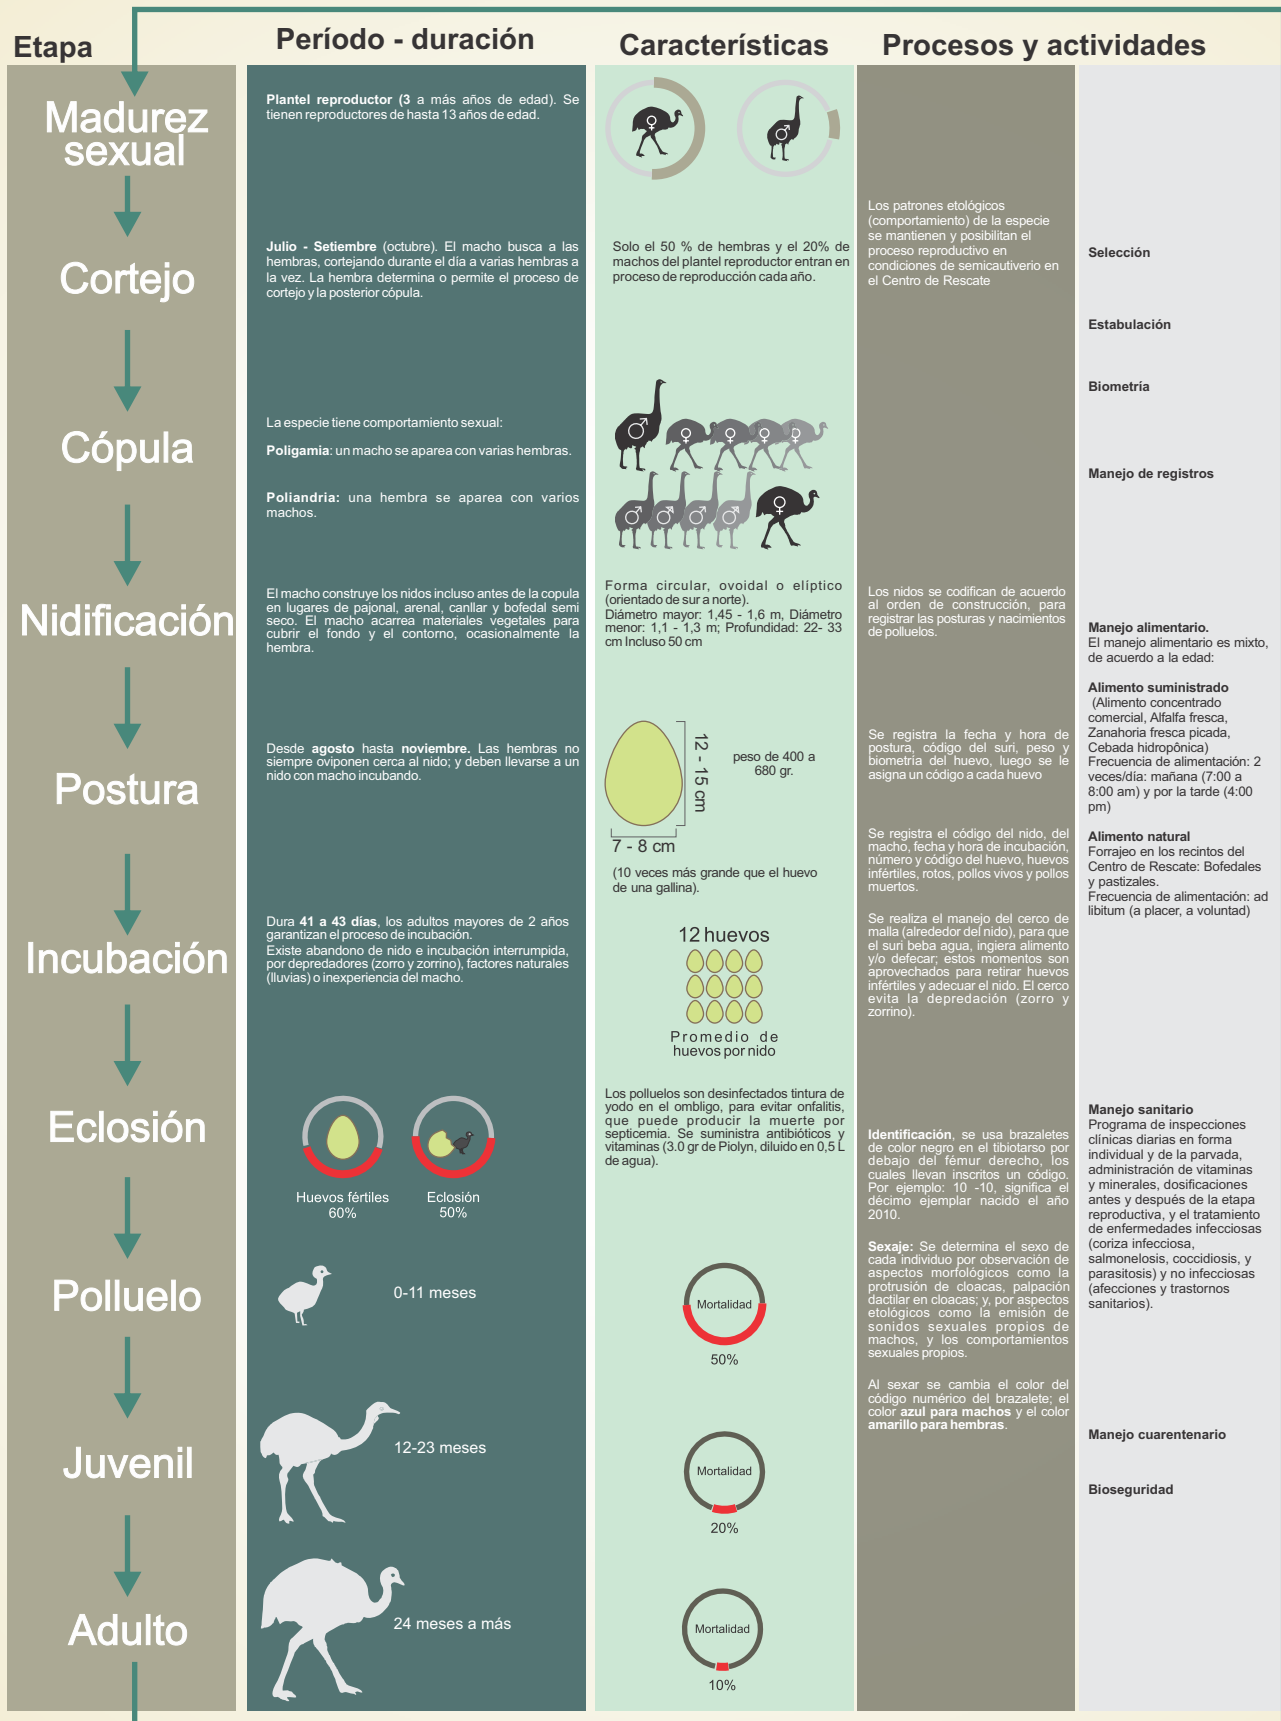 Etapa
Período - duración
Características
Procesos y actividades
Madurez
sexual
Plantel reproductor (3 a más años de edad). Se
tienen reproductores de hasta 13 años de edad.
Cortejo
Julio - Setiembre (octubre). El macho busca a las
hembras, cortejando durante el día a varias hembras a
la vez. La hembra determina o permite el proceso de
cortejo y la posterior cópula.
Solo el 50 % de hembras y el 20% de
machos del plantel reproductor entran en
proceso de reproducción cada año.
Los patrones etológicos
(comportamiento) de la especie
se mantienen y posibilitan el
proceso reproductivo en
condiciones de semicautiverio en
el Centro de Rescate
Selección
Estabulación
Biometría
Manejo de registros
Cópula
La especie tiene comportamiento sexual:
Poligamia: un macho se aparea con varias hembras.
Poliandria: una hembra se aparea con varios
machos.
Nidificación
El macho construye los nidos incluso antes de la copula
en lugares de pajonal, arenal, canllar y bofedal semi
seco. El macho acarrea materiales vegetales para
cubrir el fondo y el contorno, ocasionalmente la
hembra.
Forma circular, ovoidal o elíptico
(orientado de sur a norte).
Diámetro mayor: 1,45 - 1,6 m, Diámetro
menor: 1,1 - 1,3 m; Profundidad: 22- 33
cm Incluso 50 cm
Los nidos se codifican de acuerdo
al orden de construcción, para
registrar las posturas y nacimientos
de polluelos.
Manejo alimentario.
El manejo alimentario es mixto,
de acuerdo a la edad:
Alimento suministrado
(Alimento concentrado
comercial, Alfalfa fresca,
Zanahoria fresca picada,
Cebada hidropônica)
Frecuencia de alimentación: 2
veces/día: mañana (7:00 a
8:00 am) y por la tarde (4:00
pm)
Alimento natural
Forrajeo en los recintos del
Centro de Rescate: Bofedales
y pastizales.
Frecuencia de alimentación: ad
libitum (a placer, a voluntad)
Postura
Desde agosto hasta noviembre. Las hembras no
siempre oviponen cerca al nido; y deben llevarse a un
nido con macho incubando.
12 - 15 cm
peso de 400 a
680 gr.
7 - 8 cm
(10 veces más grande que el huevo
de una gallina).
Se registra la fecha y hora de
postura, código del suri, peso y
biometría del huevo, luego se le
asigna un código a cada huevo
Se registra el código del nido, del
macho, fecha y hora de incubación,
número y código del huevo, huevos
infértiles, rotos, pollos vivos y pollos
muertos.
Incubación
Dura 41 a 43 días, los adultos mayores de 2 años
garantizan el proceso de incubación.
Existe abandono de nido e incubación interrumpida,
por depredadores (zorro y zorrino), factores naturales
(lluvias) o inexperiencia del macho.
12 huevos
Promedio de
huevos por nido
Se realiza el manejo del cerco de
malla (alrededor del nido), para que
el suri beba agua, ingiera alimento
y/o defecar; estos momentos son
aprovechados para retirar huevos
infértiles y adecuar el nido. El cerco
evita la depredación (zorro y
zorrino).
Eclosión
Huevos fértiles
60%
Eclosión
50%
Los polluelos son desinfectados tintura de
yodo en el ombligo, para evitar onfalitis,
que puede producir la muerte por
septicemia. Se suministra antibióticos y
vitaminas (3.0 gr de Piolyn, diluido en 0,5 L
de agua).
Identificación, se usa brazaletes
de color negro en el tibiotarso por
debajo del fémur derecho, los
cuales llevan inscritos un código.
Por ejemplo: 10 -10, significa el
décimo ejemplar nacido el año
2010.
Manejo sanitario
Programa de inspecciones
clínicas diarias en forma
individual y de la parvada,
administración de vitaminas
y minerales, dosificaciones
antes y después de la etapa
reproductiva, y el tratamiento
de enfermedades infecciosas
(coriza infecciosa,
salmonelosis, coccidiosis, y
parasitosis) y no infecciosas
(afecciones y trastornos
sanitarios).
Polluelo
0-11 meses
Mortalidad
50%
Sexaje: Se determina el sexo de
cada individuo por observación de
aspectos morfológicos como la
protrusión de cloacas, palpación
dactilar en cloacas; y, por aspectos
etológicos como la emisión de
sonidos sexuales propios de
machos, y los comportamientos
sexuales propios.
Al sexar se cambia el color del
código numérico del brazalete; el
color azul para machos y el color
amarillo para hembras.
Juvenil
12-23 meses
Mortalidad
20%
Manejo cuarentenario
Bioseguridad
Adulto
24 meses a más
Mortalidad
10%